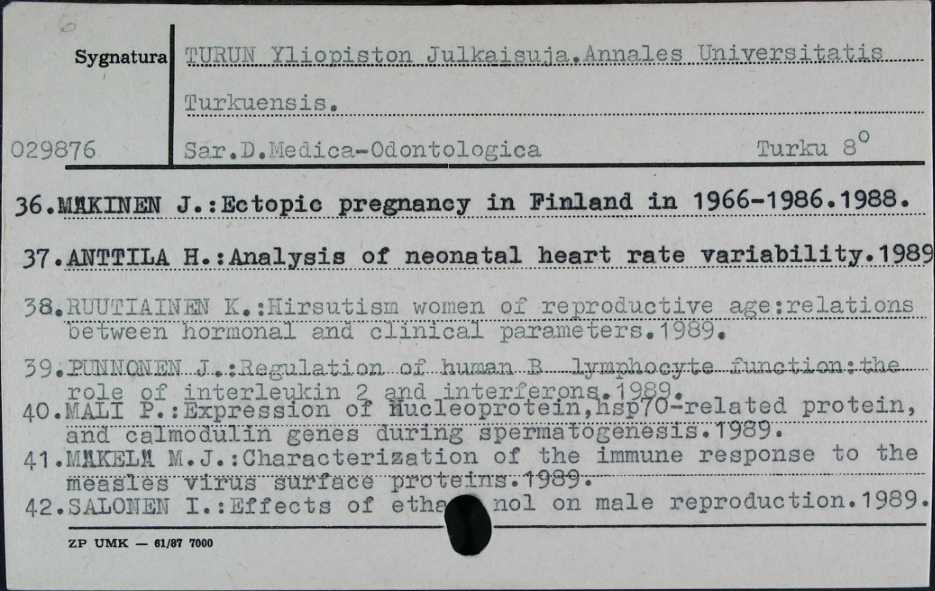 6
Sygnatura TURUN Yliopiston Julkaisuja.Annales Universitatis
Turkuensis.
029876 Sar.D.Medica-Odontologica Turku 8°
36.MÄKINEN J.:Ectopic pregnancy in Finland in 1966-1986.1988.
37.ANTTILA H.:Analysis of neonatal heart rate variability.1989
38.RUUTIAINEN K.:Hirsutism women of reproductive age:relations
between hormonal and clinical parameters.1989.
39.PUNNONEN J.:Regulation of human B lymphocyte function:the
role of interleukin 2 and interferons.1989.
40.MALI P.:Expression of Nucleoprotein,hsp70-related protein,
and calmodulin genes during spermatogenesis.1989.
41.MÄKELÄ M.J.:Characterization of the immune response to the
measles virus surface proteins.1989.
42.SALONEN I.:Effects of etha nol on male reproduction.1989.
ZP UMK — 61/87 7000